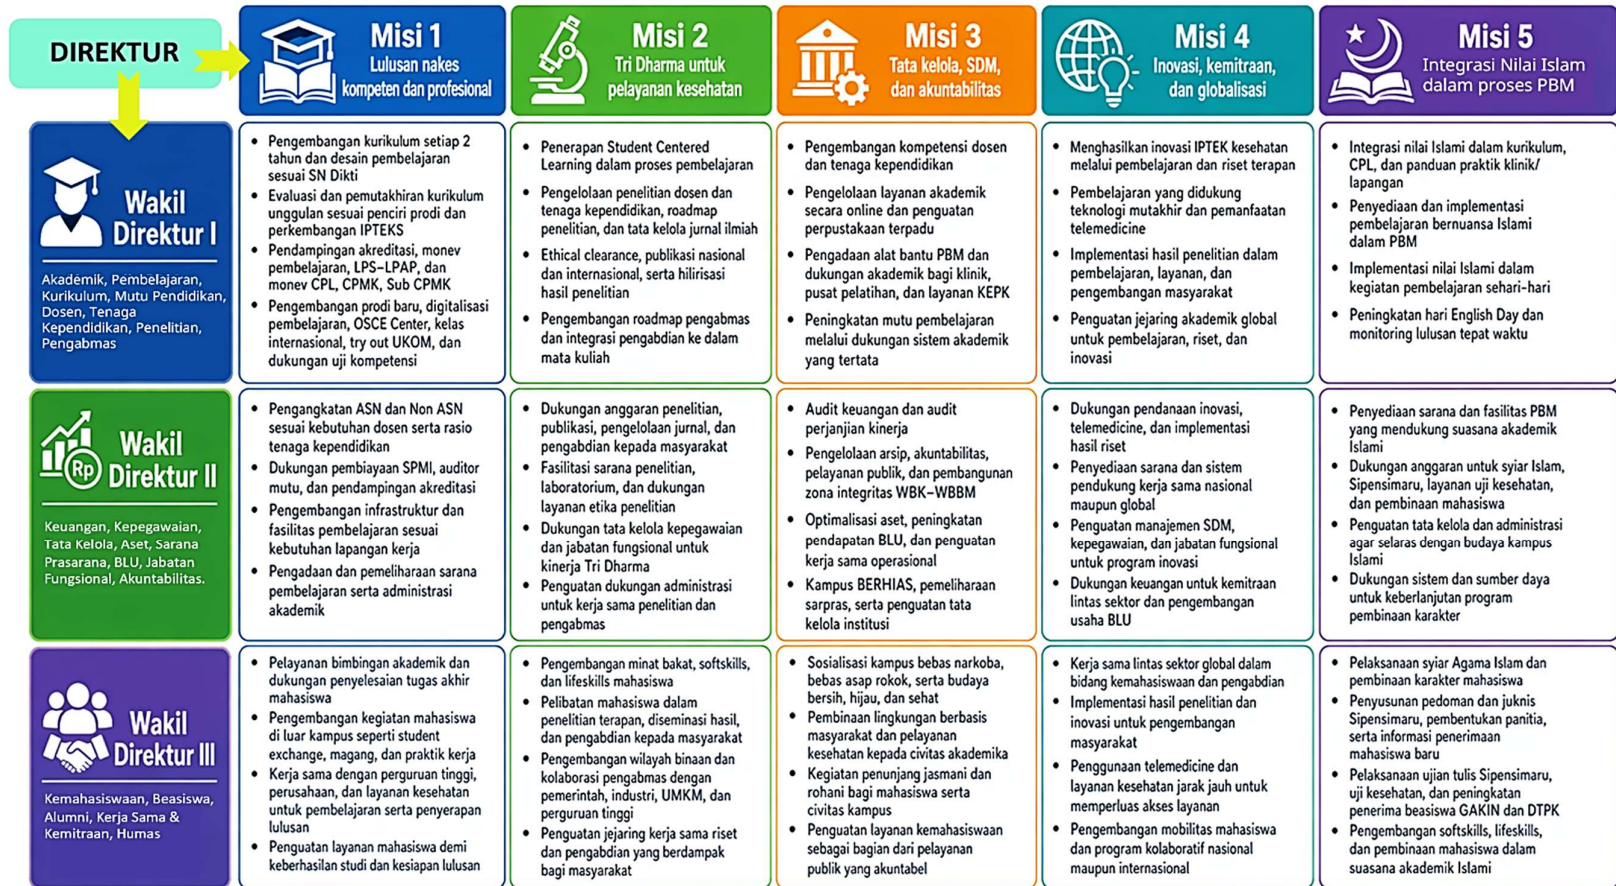 DIREKTUR
Misi 1
Lulusan nakes
kompeten dan profesional
Misi 2
Tri Dharma untuk
pelayanan kesehatan
Misi 3
Tata kelola, SDM,
dan akuntabilitas
Misi 4
Inovasi, kemitraan,
dan globalisasi
Misi 5
Integrasi Nilai Islam
dalam proses PBM
Wakil
Direktur I
Akademik, Pembelajaran,
Kurikulum, Mutu Pendidikan,
Dosen, Tenaga
Kependidikan, Penelitian,
Pengabmas
• Pengembangan kurikulum setiap 2
tahun dan desain pembelajaran
sesuai SN Dikti
• Evaluasi dan pemutakhiran kurikulum
unggulan sesuai penciri prodi dan
perkembangan IPTEKS
• Pendampingan akreditasi, monev
pembelajaran, LPS–LPAP, dan
monev CPL, CPMK, Sub CPMK
• Pengembangan prodi baru, digitalisasi
pembelajaran, OSCE Center, kelas
internasional, try out UKOM, dan
dukungan uji kompetensi
• Penerapan Student Centered
Learning dalam proses pembelajaran
• Pengelolaan penelitian dosen dan
tenaga kependidikan, roadmap
penelitian, dan tata kelola jurnal ilmiah
• Ethical clearance, publikasi nasional
dan internasional, serta hilirisasi
hasil penelitian
• Pengembangan roadmap pengabmas
dan integrasi pengabdian ke dalam
mata kuliah
• Pengembangan kompetensi dosen
dan tenaga kependidikan
• Pengelolaan layanan akademik
secara online dan penguatan
perpustakaan terpadu
• Pengadaan alat bantu PBM dan
dukungan akademik bagi klinik,
pusat pelatihan, dan layanan KEPK
• Peningkatan mutu pembelajaran
melalui dukungan sistem akademik
yang tertata
• Menghasilkan inovasi IPTEK kesehatan
melalui pembelajaran dan riset terapan
• Pembelajaran yang didukung
teknologi mutakhir dan pemanfaatan
telemedicine
• Implementasi hasil penelitian dalam
pembelajaran, layanan, dan
pengembangan masyarakat
• Penguatan jejaring akademik global
untuk pembelajaran, riset, dan
inovasi
• Integrasi nilai Islami dalam kurikulum,
CPL, dan panduan praktik klinik/
lapangan
• Penyediaan dan implementasi
pembelajaran bernuansa Islami
dalam PBM
• Implementasi nilai Islami dalam
kegiatan pembelajaran sehari-hari
• Peningkatan hari English Day dan
monitoring lulusan tepat waktu
Rp
Wakil
Direktur II
Keuangan, Kepegawaian,
Tata Kelola, Aset, Sarana
Prasarana, BLU, Jabatan
Fungsional, Akuntabilitas.
• Pengangkatan ASN dan Non ASN
sesuai kebutuhan dosen serta rasio
tenaga kependidikan
• Dukungan pembiayaan SPMI, auditor
mutu, dan pendampingan akreditasi
• Pengembangan infrastruktur dan
fasilitas pembelajaran sesuai
kebutuhan lapangan kerja
• Pengadaan dan pemeliharaan sarana
pembelajaran serta administrasi
akademik
• Dukungan anggaran penelitian,
publikasi, pengelolaan jurnal, dan
pengabdian kepada masyarakat
• Fasilitasi sarana penelitian,
laboratorium, dan dukungan
layanan etika penelitian
• Dukungan tata kelola kepegawaian
dan jabatan fungsional untuk
kinerja Tri Dharma
• Penguatan dukungan administrasi
untuk kerja sama penelitian dan
pengabmas
• Audit keuangan dan audit
perjanjian kinerja
• Pengelolaan arsip, akuntabilitas,
pelayanan publik, dan pembangunan
zona integritas WBK–WBBM
• Optimalisasi aset, peningkatan
pendapatan BLU, dan penguatan
kerja sama operasional
• Kampus BERHIAS, pemeliharaan
sarpras, serta penguatan tata
kelola institusi
• Dukungan pendanaan inovasi,
telemedicine, dan implementasi
hasil riset
• Penyediaan sarana dan sistem
pendukung kerja sama nasional
maupun global
• Penguatan manajemen SDM,
kepegawaian, dan jabatan fungsional
untuk program inovasi
• Dukungan keuangan untuk kemitraan
lintas sektor dan pengembangan
usaha BLU
• Penyediaan sarana dan fasilitas PBM
yang mendukung suasana akademik
Islami
• Dukungan anggaran untuk syiar Islam,
Sipensimaru, layanan uji kesehatan,
dan pembinaan mahasiswa
• Penguatan tata kelola dan administrasi
agar selaras dengan budaya kampus
Islami
• Dukungan sistem dan sumber daya
untuk keberlanjutan program
pembinaan karakter
Wakil
Direktur III
Kemahasiswaan, Beasiswa,
Alumni, Kerja Sama &
Kemitraan, Humas
• Pelayanan bimbingan akademik dan
dukungan penyelesaian tugas akhir
mahasiswa
• Pengembangan kegiatan mahasiswa
di luar kampus seperti student
exchange, magang, dan praktik kerja
• Kerja sama dengan perguruan tinggi,
perusahaan, dan layanan kesehatan
untuk pembelajaran serta penyerapan
lulusan
• Penguatan layanan mahasiswa demi
keberhasilan studi dan kesiapan lulusan
• Pengembangan minat bakat, softskills,
dan lifeskills mahasiswa
• Pelibatan mahasiswa dalam
penelitian terapan, diseminasi hasil,
dan pengabdian kepada masyarakat
• Pengembangan wilayah binaan dan
kolaborasi pengabmas dengan
pemerintah, industri, UMKM, dan
perguruan tinggi
• Penguatan jejaring kerja sama riset
dan pengabdian yang berdampak
bagi masyarakat
• Sosialisasi kampus bebas narkoba,
bebas asap rokok, serta budaya
bersih, hijau, dan sehat
• Pembinaan lingkungan berbasis
masyarakat dan pelayanan
kesehatan kepada civitas akademika
• Kegiatan penunjang jasmani dan
rohani bagi mahasiswa serta
civitas kampus
• Penguatan layanan kemahasiswaan
sebagai bagian dari pelayanan
publik yang akuntabel
• Kerja sama lintas sektor global dalam
bidang kemahasiswaan dan pengabdian
• Implementasi hasil penelitian dan
inovasi untuk pengembangan
masyarakat
• Penggunaan telemedicine dan
layanan kesehatan jarak jauh untuk
memperluas akses layanan
• Pengembangan mobilitas mahasiswa
dan program kolaboratif nasional
maupun internasional
• Pelaksanaan syiar Agama Islam dan
pembinaan karakter mahasiswa
• Penyusunan pedoman dan juknis
Sipensimaru, pembentukan panitia,
serta informasi penerimaan
mahasiswa baru
• Pelaksanaan ujian tulis Sipensimaru,
uji kesehatan, dan peningkatan
penerima beasiswa GAKIN dan DTPK
• Pengembangan softskills, lifeskills,
dan pembinaan mahasiswa dalam
suasana akademik Islami